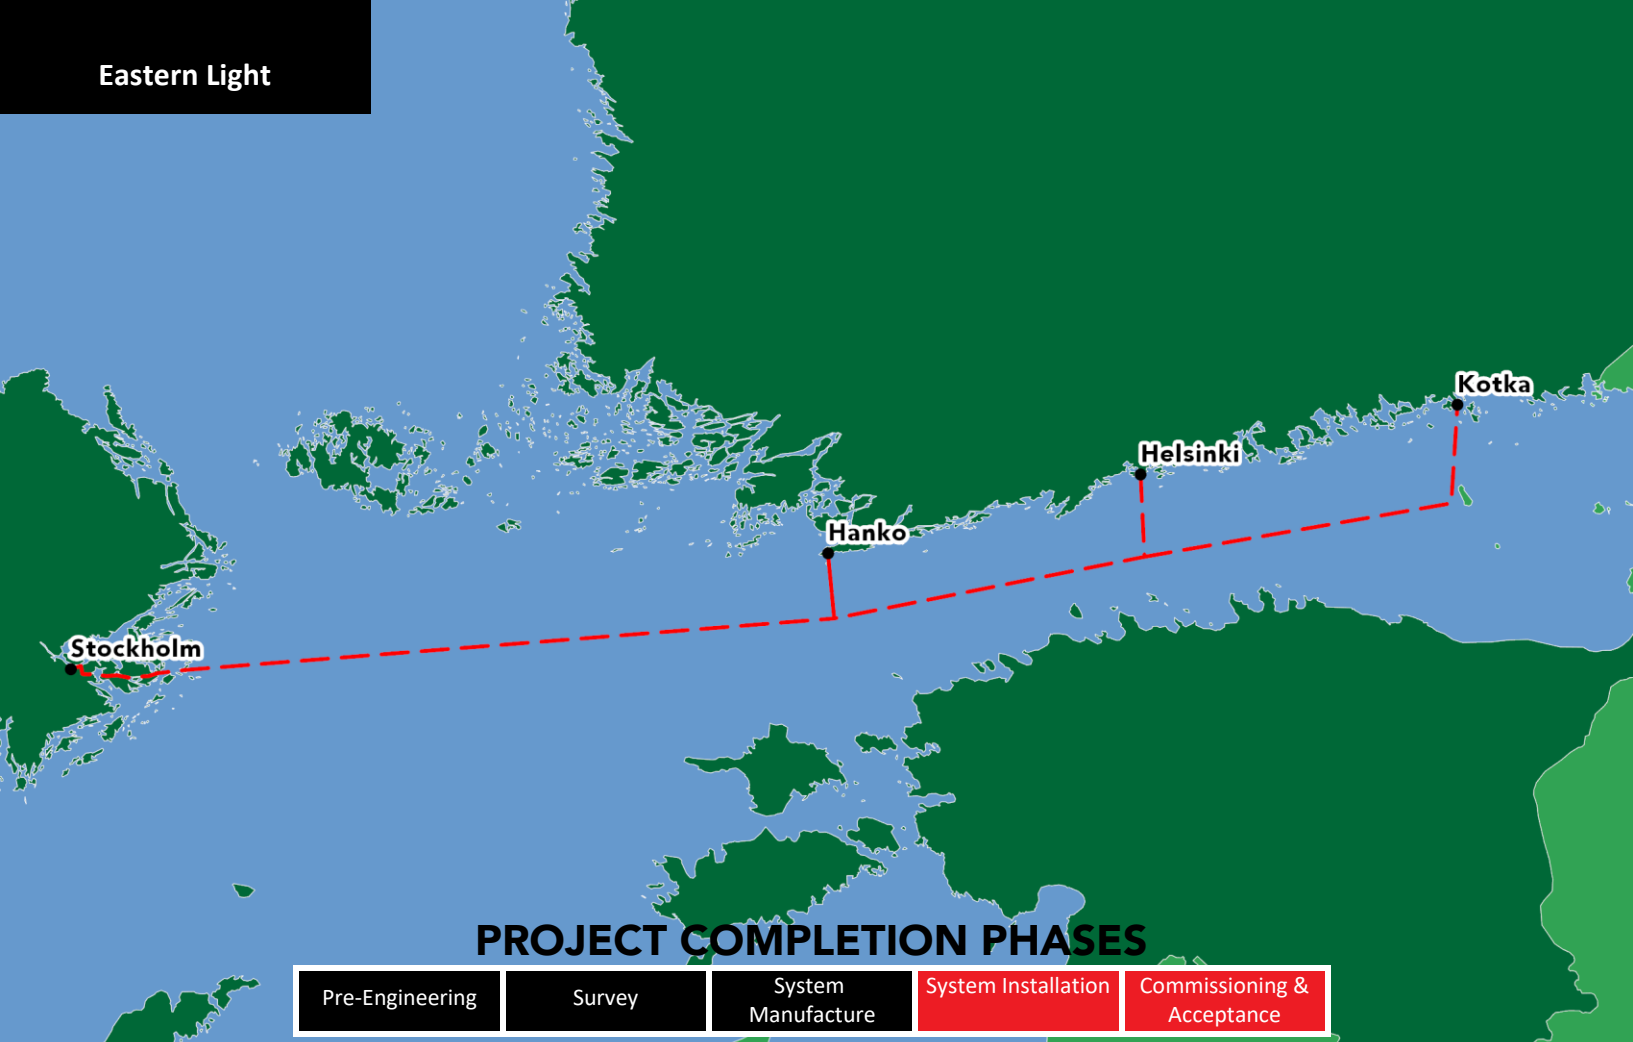 Eastern Light
Kotka
Helsinki
Hanko
Stockholm
PROJECT COMPLETION PHASES
Pre-Engineering
Survey
System
Manufacture
System Installation
Commissioning &
Acceptance